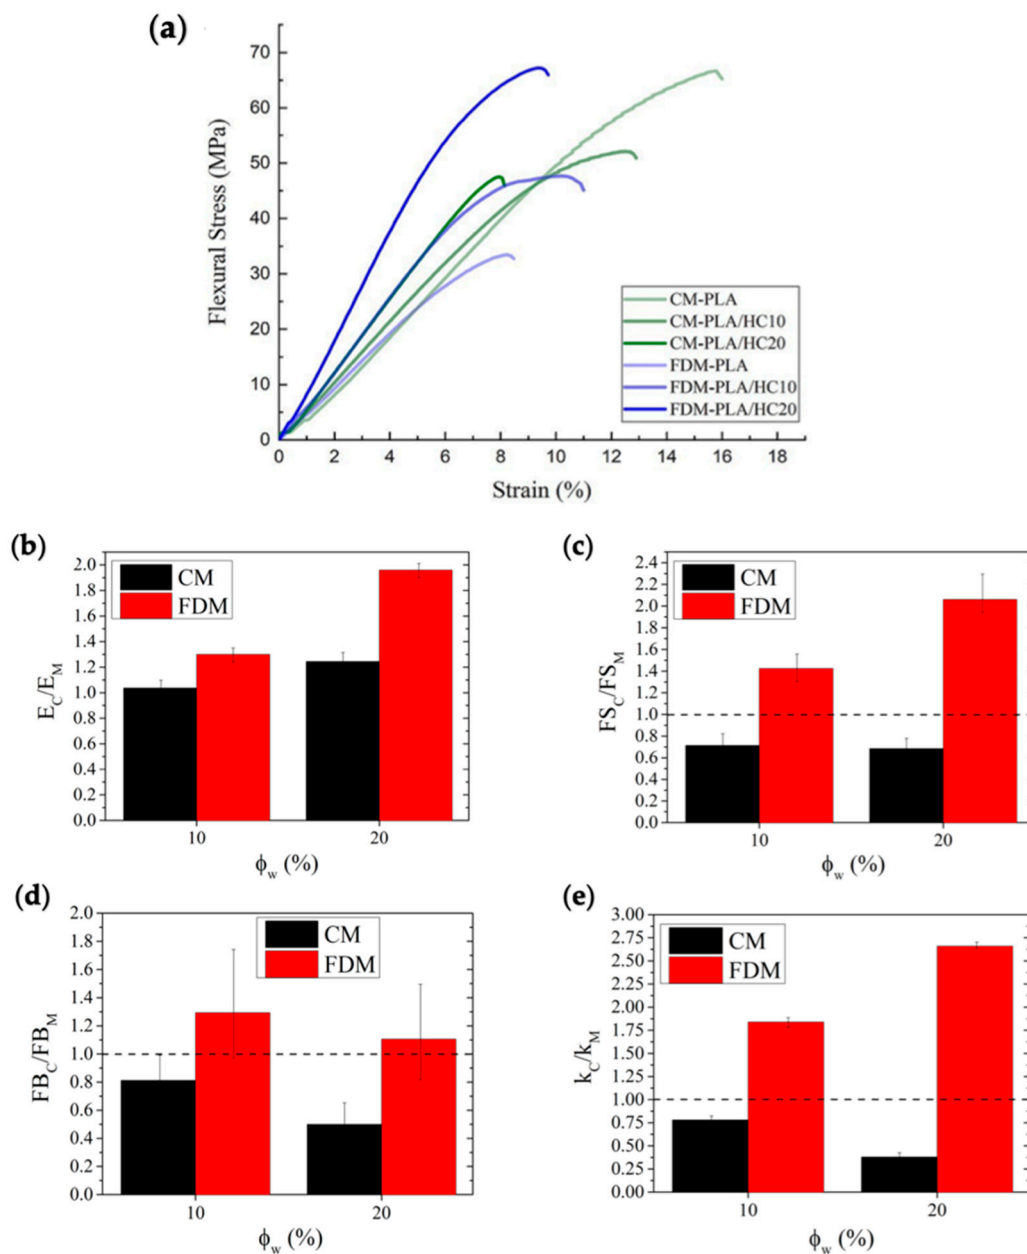 (a)
Flexural Stress (MPa)
70
60
50
40
30
20
10
0
0 2 4 6 8 10 12 14 16 18
Strain (%)
CM-PLA
CM-PLA/HC10
CM-PLA/HC20
FDM-PLA
FDM-PLA/HC10
FDM-PLA/HC20
(b)
E_C/E_M
2.0
1.8
1.6
1.4
1.2
1.0
0.8
0.6
0.4
0.2
0.0
CM
FDM
10 20
ϕ_w (%)
(c)
FS_C/FS_M
2.4
2.2
2.0
1.8
1.6
1.4
1.2
1.0
0.8
0.6
0.4
0.2
0.0
CM
FDM
10 20
ϕ_w (%)
(d)
FB_C/FB_M
2.0
1.8
1.6
1.4
1.2
1.0
0.8
0.6
0.4
0.2
0.0
CM
FDM
10 20
ϕ_w (%)
(e)
k_C/k_M
3.00
2.75
2.50
2.25
2.00
1.75
1.50
1.25
1.00
0.75
0.50
0.25
0.00
CM
FDM
10 20
ϕ_w (%)